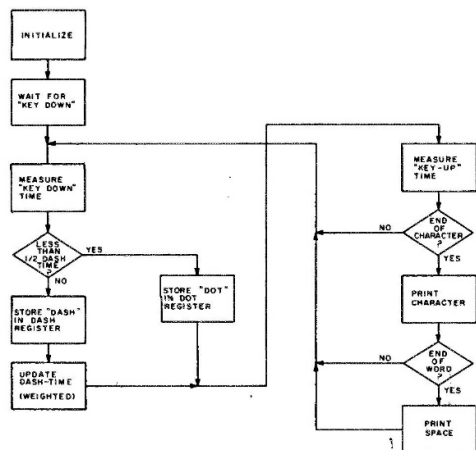 INITIALIZE
WAIT FOR
"KEY DOWN"
MEASURE
"KEY DOWN"
TIME
LESS
THAN
1/2 DASH
TIME
?
YES
NO
STORE "DASH"
IN DASH
REGISTER
STORE "DOT"
IN DOT
REGISTER
UPDATE
DASH-TIME
(WEIGHTED)
MEASURE
"KEY-UP"
TIME
END
OF
CHARACTER
?
NO
YES
PRINT
CHARACTER
END
OF
WORD
?
NO
YES
PRINT
SPACE